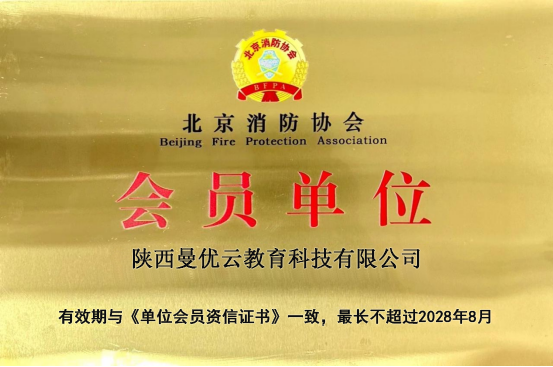 北京消防协会
BFPA
北京消防协会
Beijing Fire Protection Association
会员单位
陕西曼优云教育科技有限公司
有效期与《单位会员资信证书》一致，最长不超过2028年8月